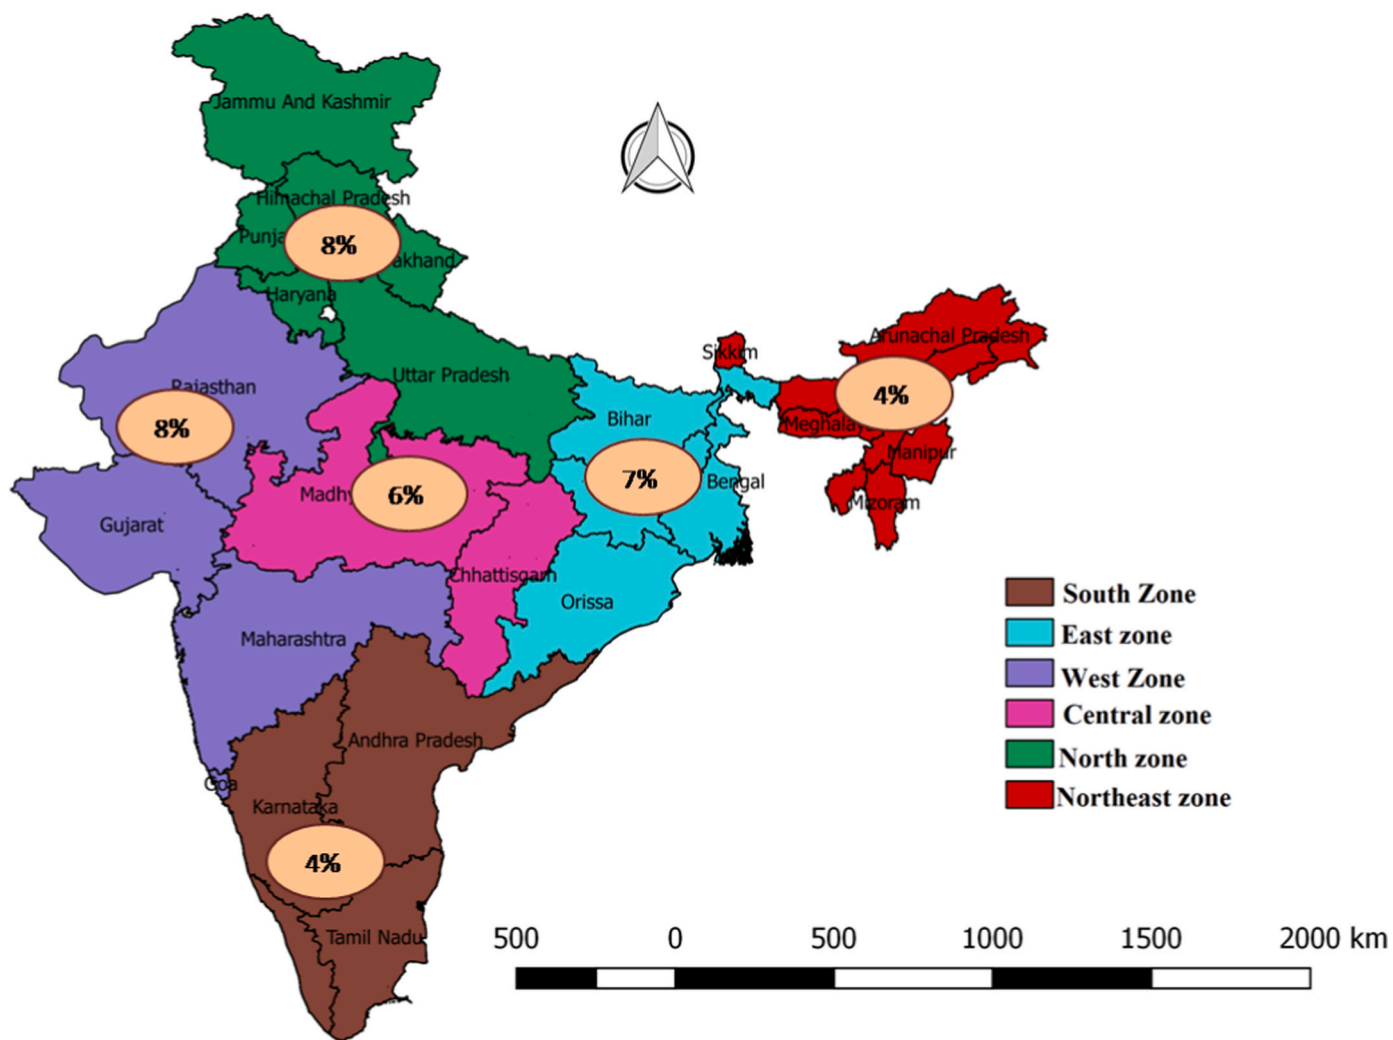 Jammu And Kashmir
Himachal Pradesh
Punja
8%
akhand
Haryana
Arunachal Pradesh
Sikkim
Uttar Pradesh
Rajasthan
4%
Bihar
Meghalay
8%
Manipur
7%
Bengal
Madhy
6%
Mizoram
Gujarat
Chhattisgarh
Orissa
South Zone
East zone
Maharashtra
West Zone
Central zone
Andhra Pradesh
North zone
Goa
Northeast zone
Karnataka
4%
Tamil Nadu
500 0 500 1000 1500 2000 km